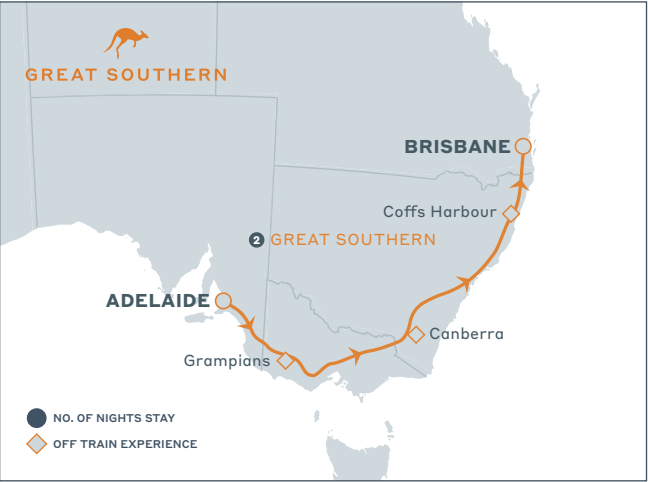 GREAT SOUTHERN
BRISBANE
Coffs Harbour
2 GREAT SOUTHERN
ADELAIDE
Canberra
Grampians
NO. OF NIGHTS STAY
OFF TRAIN EXPERIENCE